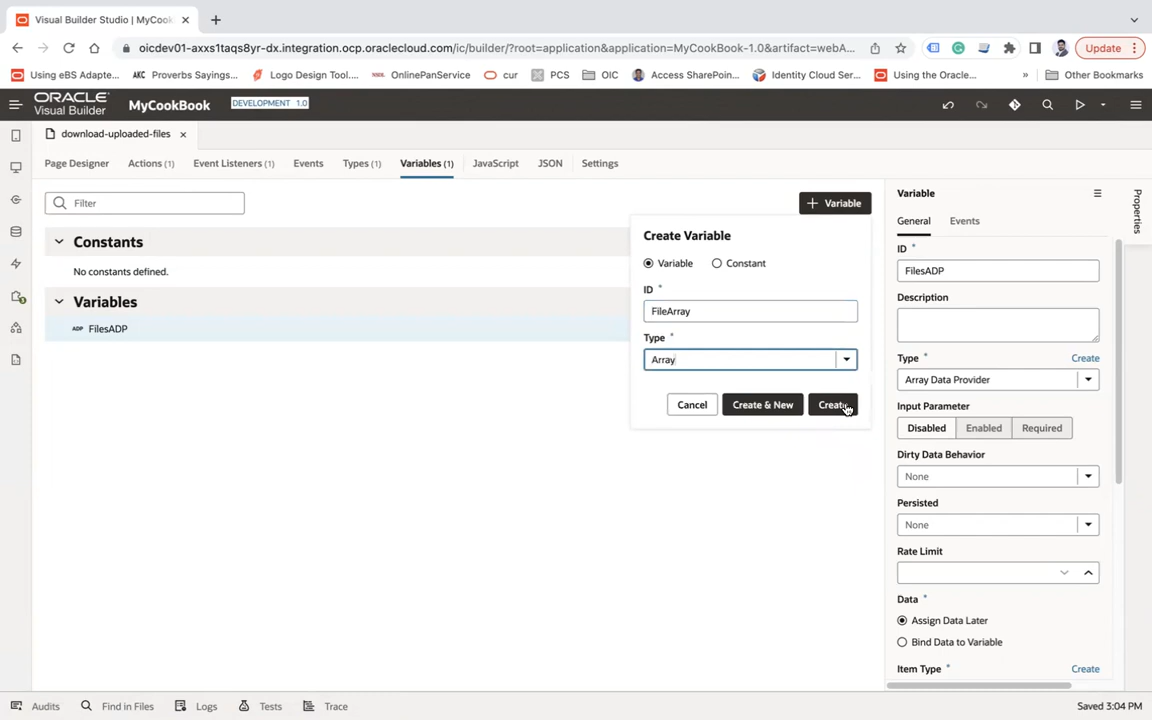 Visual Builder Studio | MyCook
oicdev01-axxs1taqs8yr-dx.integration.ocp.oraclecloud.com/ic/builder/?root=application&application=MyCookBook-1.0&artifact=webA...
Update
Using eBS Adapte...
AKC Proverbs Sayings...
Logo Design Tool....
OnlinePanService
cur
PCS
OIC
Access SharePoin...
Identity Cloud Ser...
Using the Oracle...
»
Other Bookmarks
ORACLE
Visual Builder
MyCookBook
DEVELOPMENT 1.0
download-uploaded-files
Page Designer
Actions (1)
Event Listeners (1)
Events
Types (1)
Variables (1)
JavaScript
JSON
Settings
Filter
+ Variable
Constants
No constants defined.
Variables
ADP FilesADP
Create Variable
Variable
Constant
ID *
FileArray
Type *
Array
Cancel
Create & New
Create
Variable
General
Events
ID *
FilesADP
Description
Type *
Create
Array Data Provider
Input Parameter
Disabled
Enabled
Required
Dirty Data Behavior
None
Persisted
None
Rate Limit
Data *
Assign Data Later
Bind Data to Variable
Item Type *
Create
Properties
Audits
Find in Files
Logs
Tests
Trace
Saved 3:04 PM